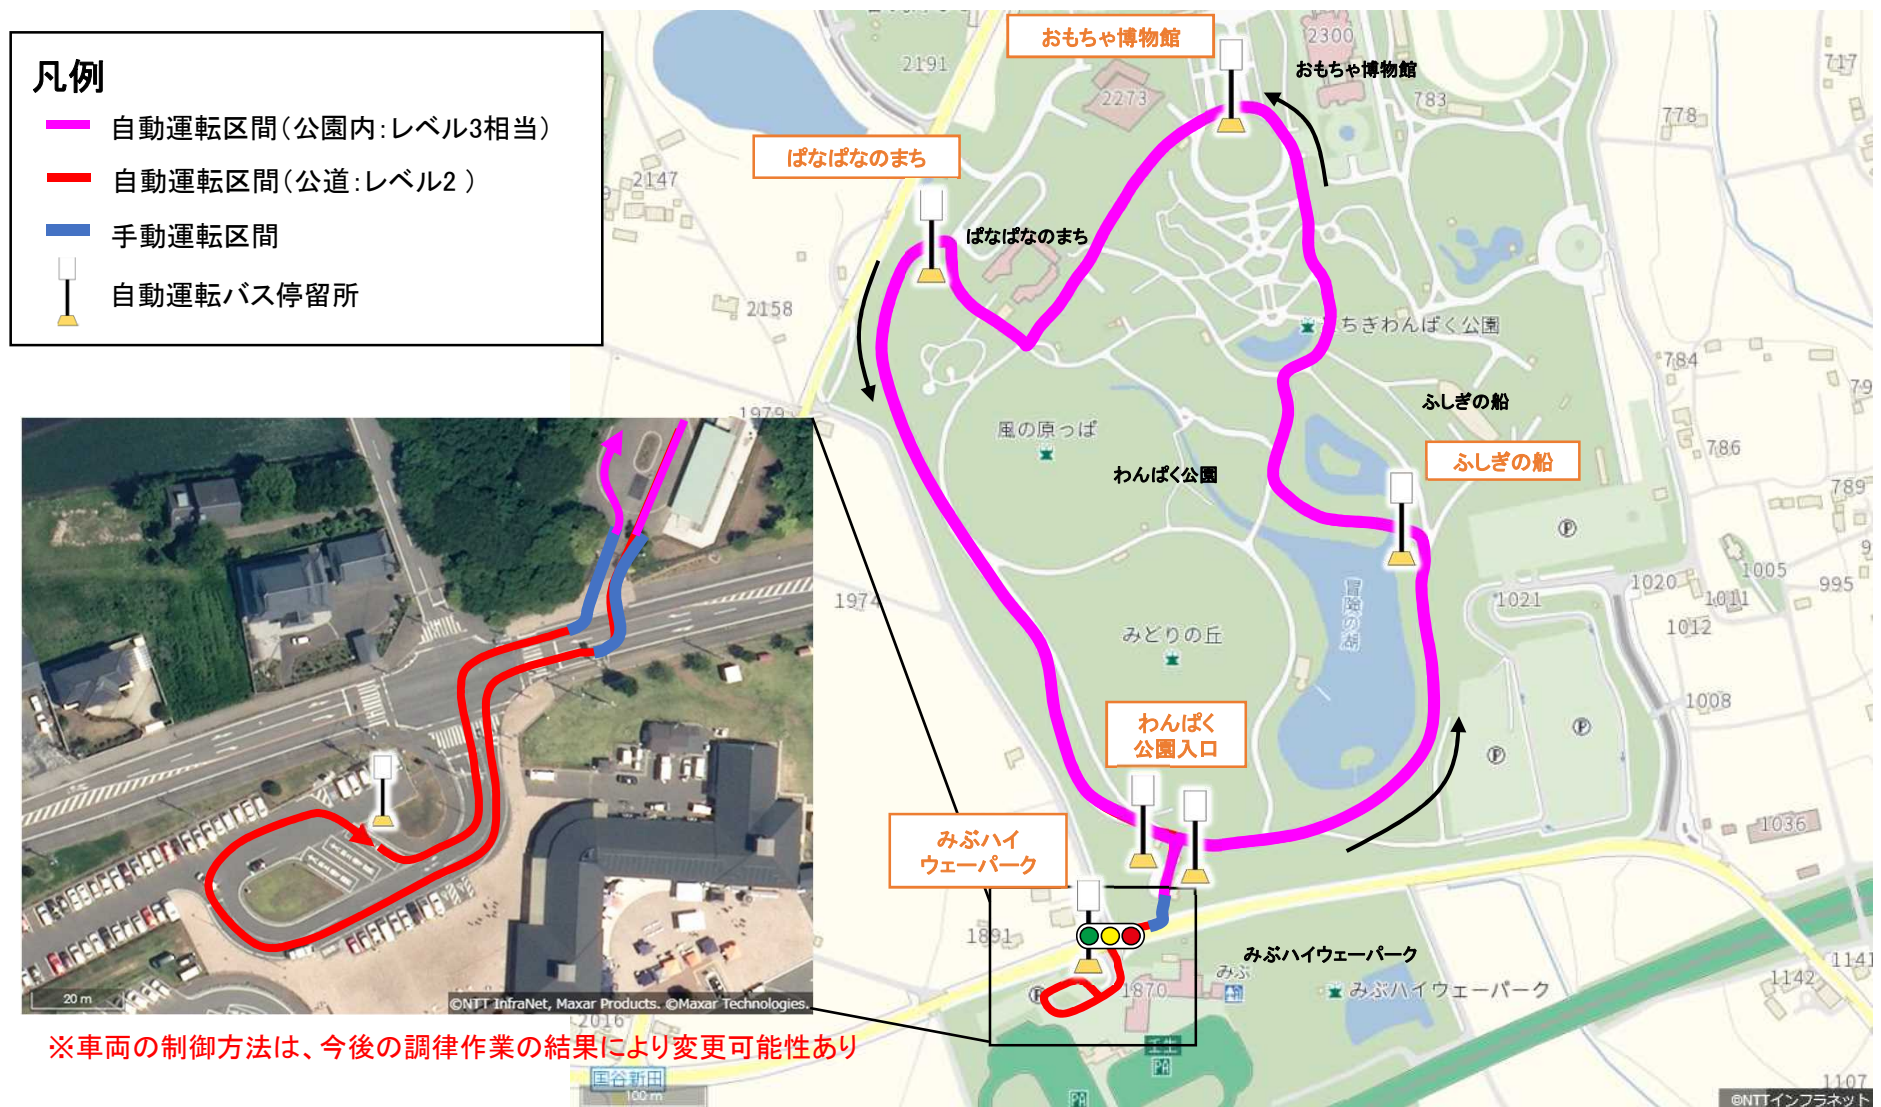 凡例
自動運転区間（公園内：レベル3相当）
自動運転区間（公道：レベル2 ）
手動運転区間
自動運転バス停留所
おもちゃ博物館
2300
おもちゃ博物館
2191
2273
783
717
778
ぱなぱなのまち
2147
ぱなぱなのまち
2158
ちぎわんぱく公園
784
ふしぎの船
1979
風の原っぱ
786
ふしぎの船
わんぱく公園
789
1974
冒険の湖
1021
1020
1005
1011
995
1012
みどりの丘
1008
わんぱく
公園入口
みぶハイ
ウェーパーク
1036
1891
みぶハイウェーパーク
みぶ
1141
1142
1870
みぶハイウェーパーク
20 m
©NTT InfraNet, Maxar Products. ©Maxar Technologies.
2016
※車両の制御方法は、今後の調律作業の結果により変更可能性あり
壬生
PA
国谷新田
100 m
PA
1107
©NTTインフラネット